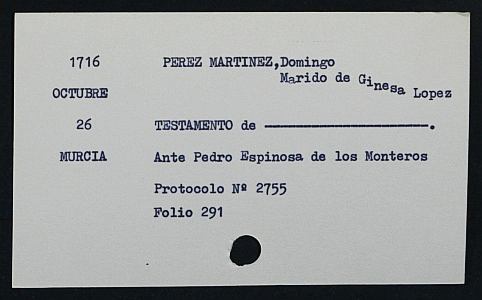 1716 PEREZ MARTINEZ, Domingo
Marido de Ginesa Lopez
OCTUBRE
26 TESTAMENTO de ―――――――――――.
MURCIA Ante Pedro Espinosa de los Monteros
Protocolo Nº 2755
Folio 291